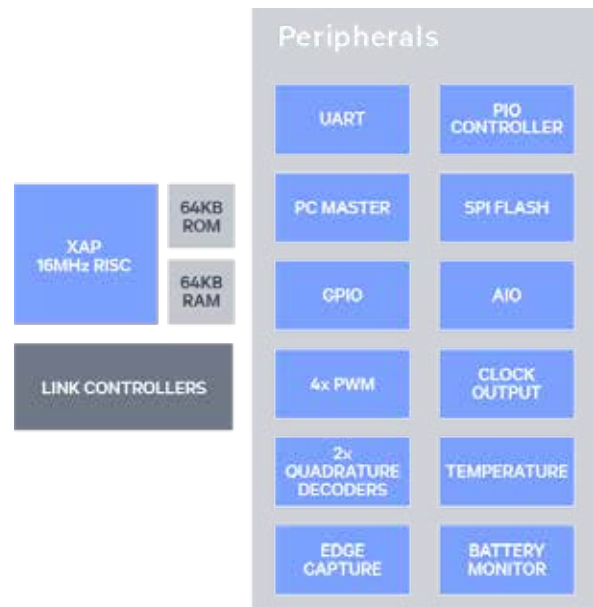 Peripherals
UART
PIO
CONTROLLER
PC MASTER
SPI FLASH
XAP
16MHz RISC
64KB
ROM
64KB
RAM
GPIO
AIO
LINK CONTROLLERS
4x PWM
CLOCK
OUTPUT
2x
QUADRATURE
DECODERS
TEMPERATURE
EDGE
CAPTURE
BATTERY
MONITOR